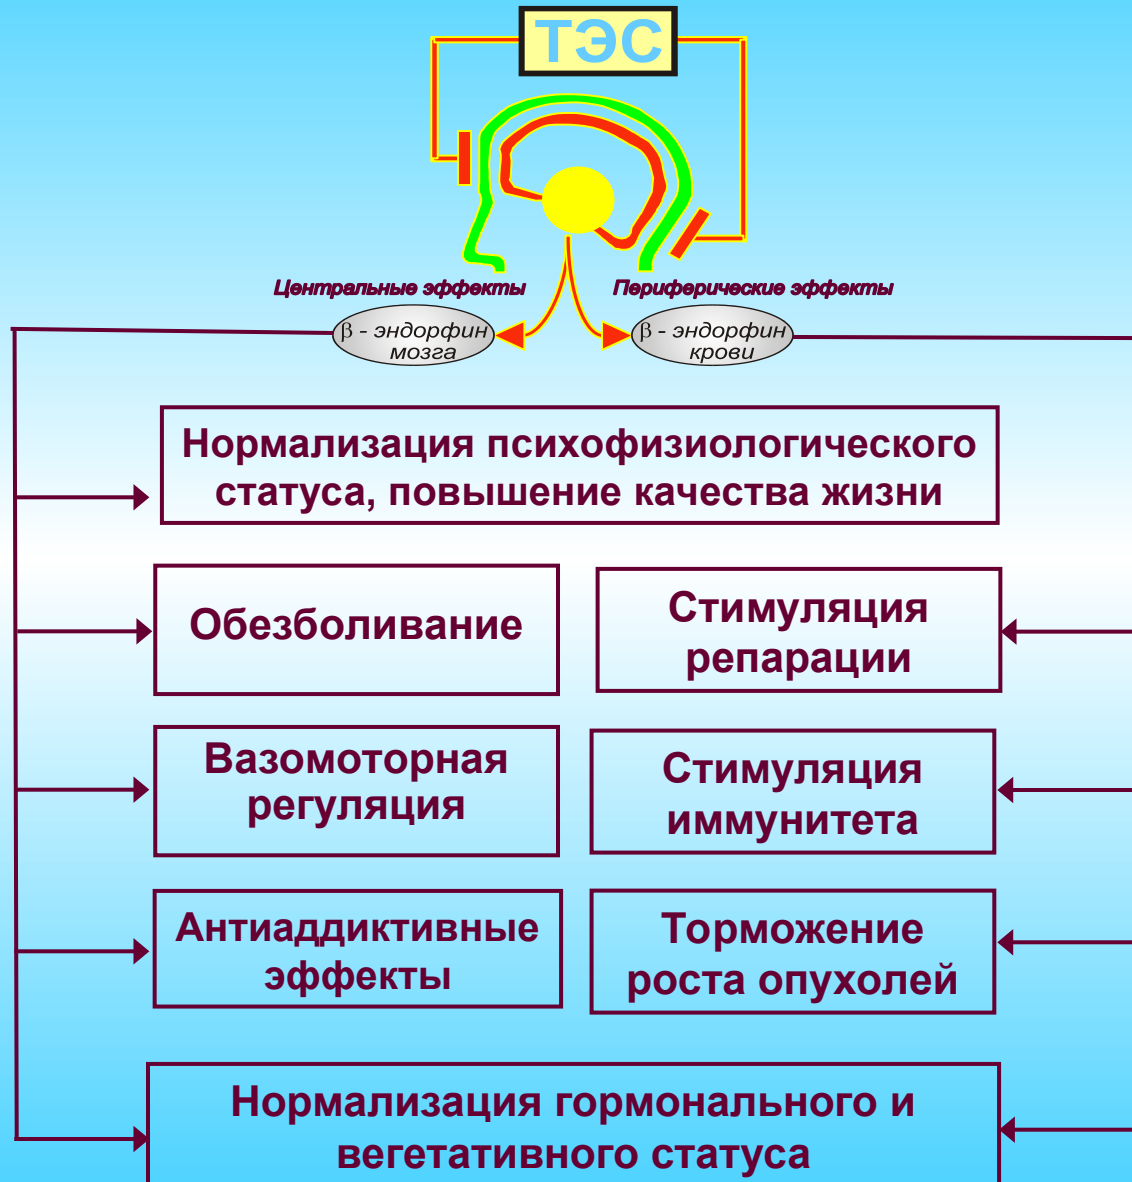 ТЭС
Центральные эффекты
Периферические эффекты
β - эндорфин
мозга
β - эндорфин
крови
Нормализация психофизиологического
статуса, повышение качества жизни
Обезболивание
Стимуляция
репарации
Вазомоторная
регуляция
Стимуляция
иммунитета
Антиаддиктивные
эффекты
Торможение
роста опухолей
Нормализация гормонального и
вегетативного статуса